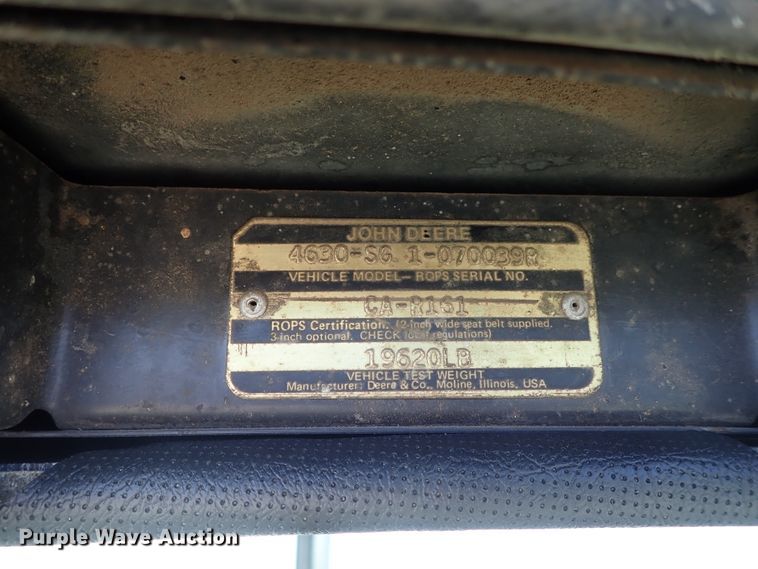 JOHN DEERE
4630-SG 1-070039R
VEHICLE MODEL – ROPS SERIAL NO.
CA-R161
ROPS Certification. (2-inch wide seat belt supplied.
3-inch optional. CHECK local regulations)
19620LB
VEHICLE TEST WEIGHT
Manufacturer: Deere & Co., Moline, Illinois, USA
Purple Wave Auction